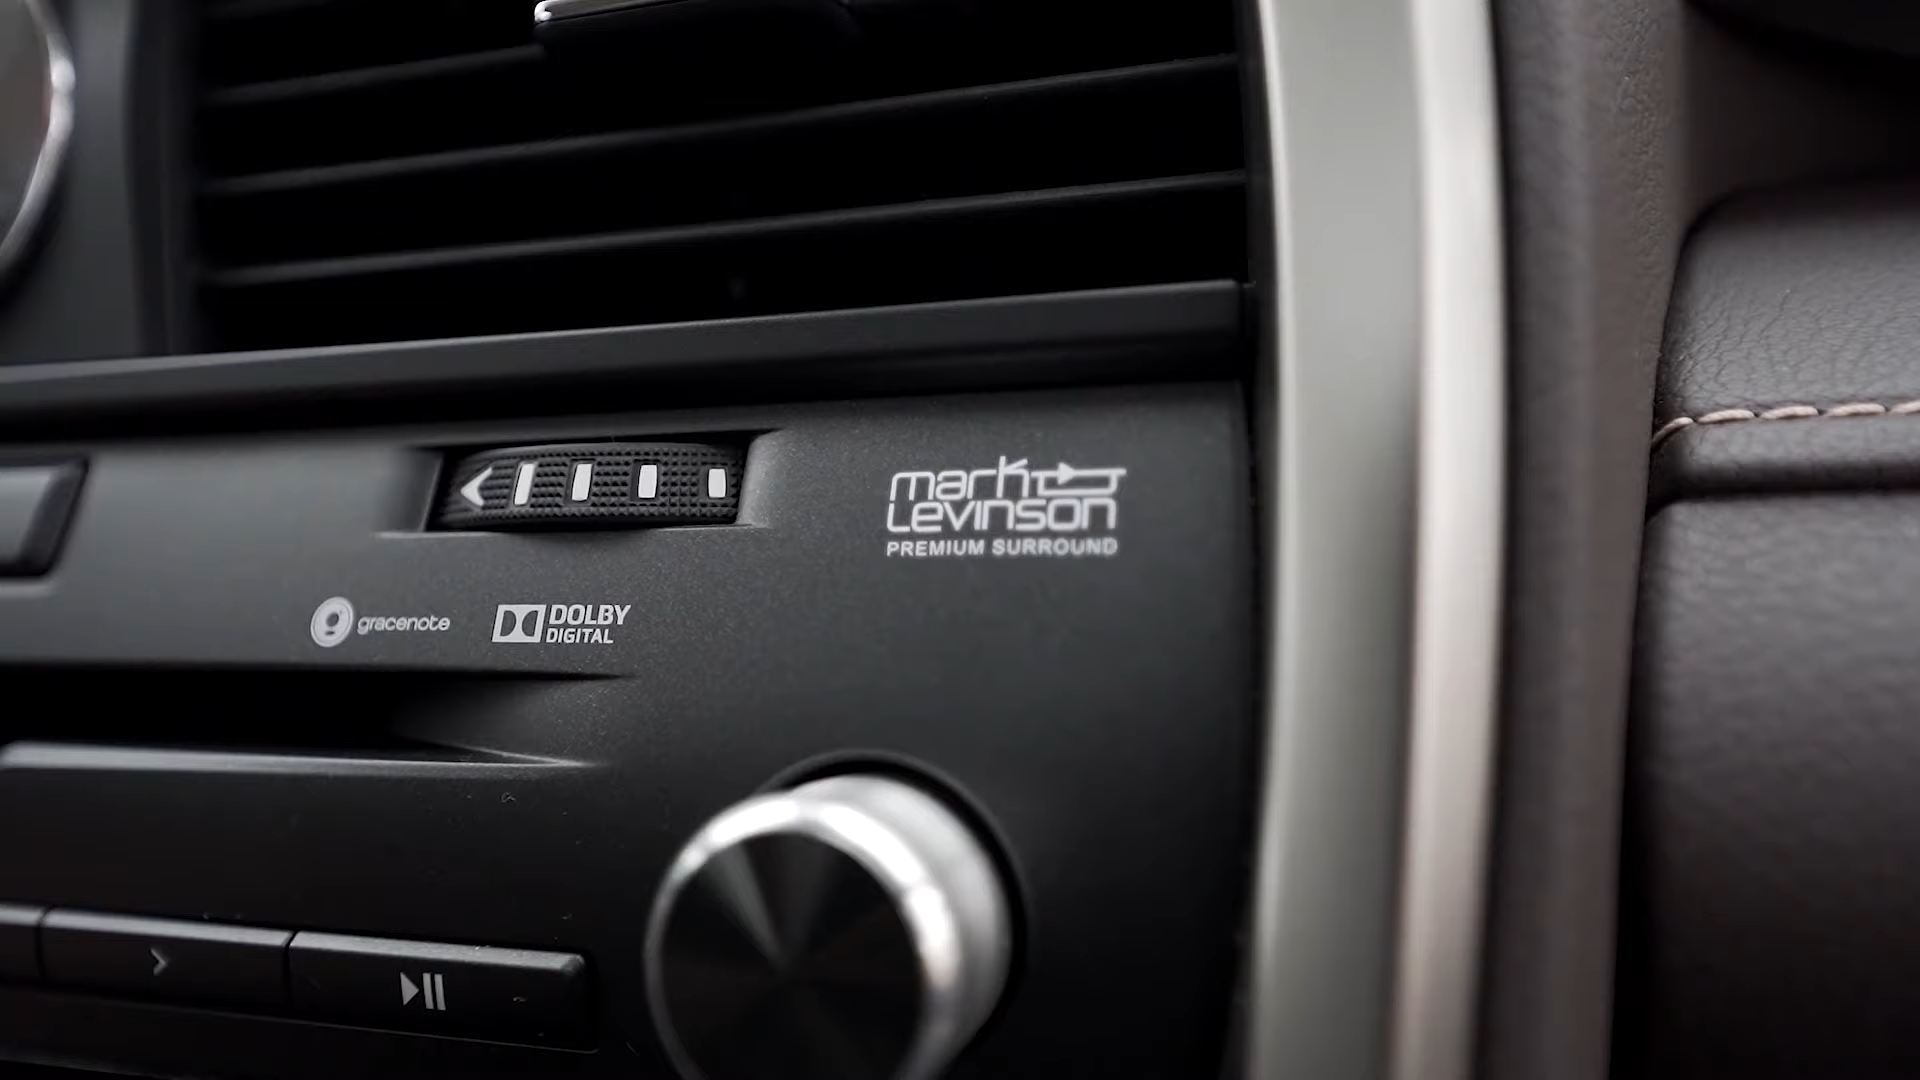 mark
Levinson
PREMIUM SURROUND
gracenote
DOLBY
DIGITAL